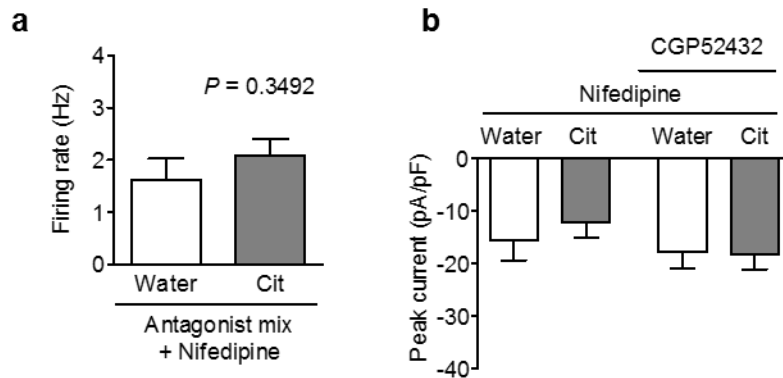 a
Firing rate (Hz)
4
3
2
1
0
P = 0.3492
Water Cit
Antagonist mix
+ Nifedipine
b
CGP52432
Nifedipine
Water Cit Water Cit
Peak current (pA/pF)
0
-10
-20
-30
-40